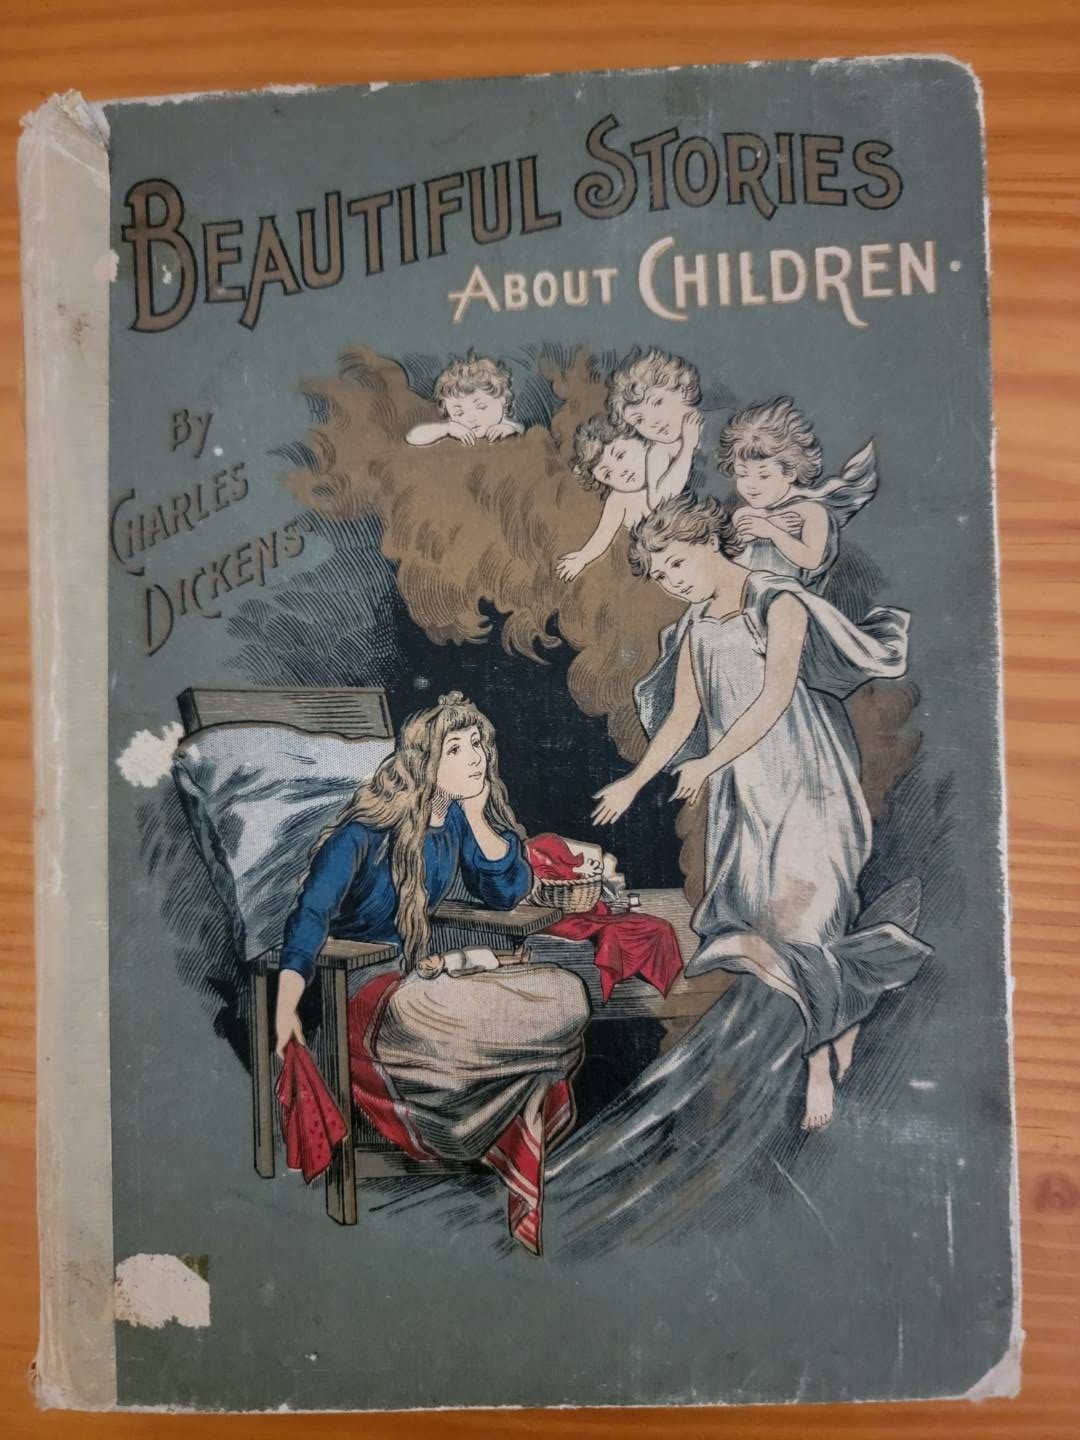 BEAUTIFUL STORIES
ABOUT CHILDREN.
By
CHARLES
DICKENS